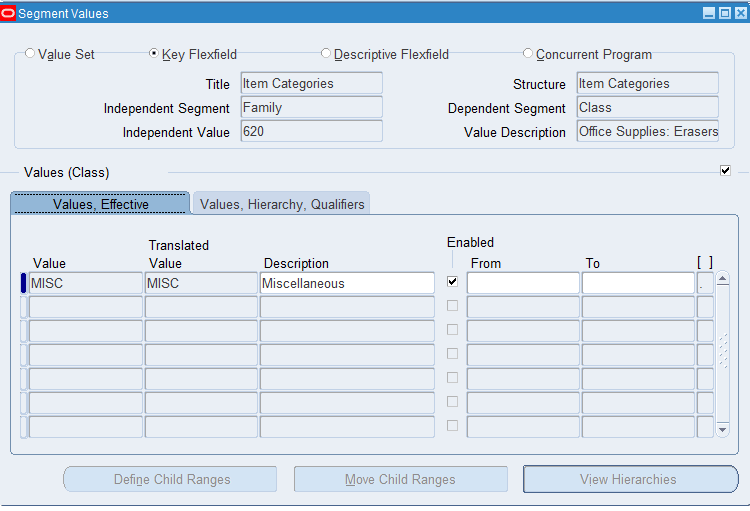 Segment Values
Value Set Key Flexfield Descriptive Flexfield Concurrent Program
Title Item Categories Structure Item Categories
Independent Segment Family Dependent Segment Class
Independent Value 620 Value Description Office Supplies: Erasers
Values (Class)
Values, Effective Values, Hierarchy, Qualifiers
Translated Enabled
Value Value Description From To [ ]
MISC MISC Miscellaneous .
Define Child Ranges Move Child Ranges View Hierarchies